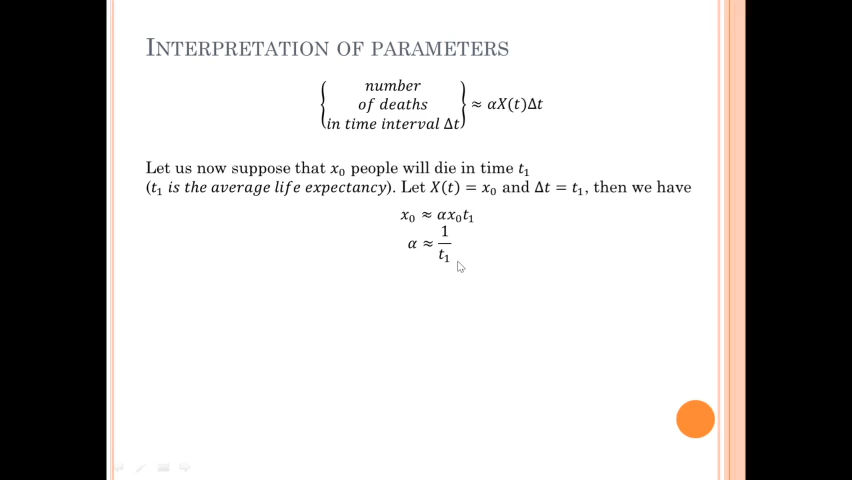 INTERPRETATION OF PARAMETERS
number
of deaths
in time interval Δt
≈ αX(t)Δt
Let us now suppose that x₀ people will die in time t₁
(t₁ is the average life expectancy). Let X(t) = x₀ and Δt = t₁, then we have
x₀ ≈ αx₀t₁
α ≈ 1/t₁